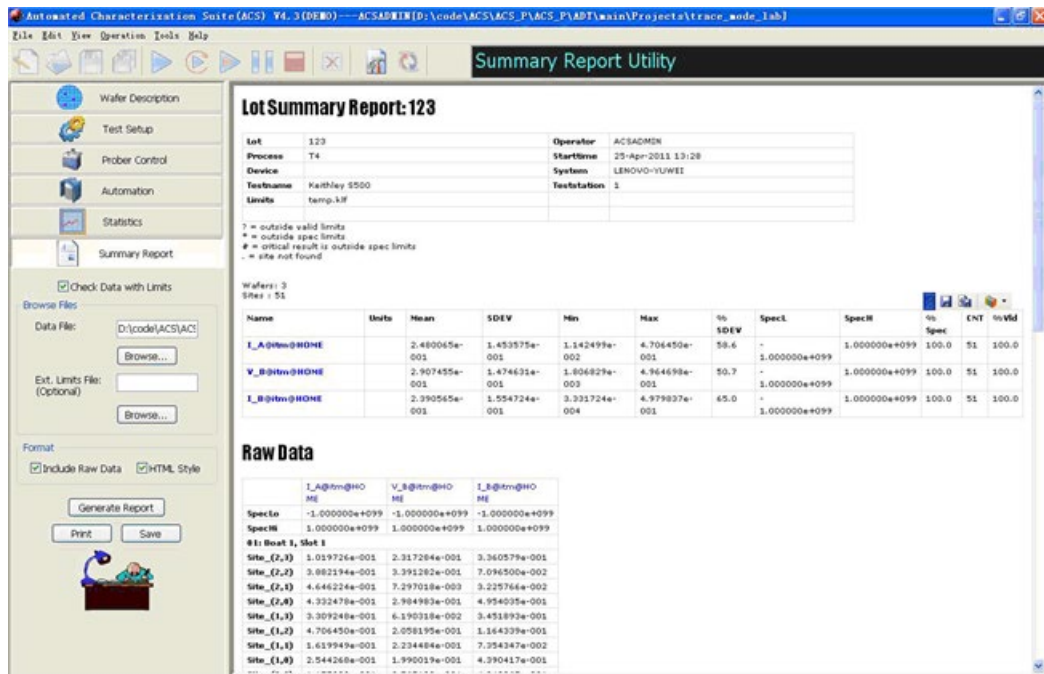 Automated Characterization Suite(ACS) V4.3(DEMO)---ACSADMIN[D:\code\ACS\ACS_P\ACS_P\ADT\main\Projects\trace_mode_lab]
File Edit View Operation Tools Help
Summary Report Utility
Wafer Description
Test Setup
Prober Control
Automation
Statistics
Summary Report
Check Data with Limits
Browse Files
Data File: D:\code\ACS\ACS
Browse...
Ext. Limits File:
(Optional)
Browse...
Format
Include Raw Data HTML Style
Generate Report
Print Save
Lot Summary Report: 123
Lot 123 Operator ACSADMIN
Process T4 Starttime 25-Apr-2011 13:28
Device System LENOVO-YUWEI
Testname Keithley S500 Teststation 1
Limits temp.klf
? = outside valid limits
* = outside spec limits
# = critical result is outside spec limits
. = site not found
Wafers: 3
Sites : 51
Name Units Mean SDEV Min Max % SDEV SpecL SpecH % Spec CNT %Vld
I_A@itm@HOME 2.480065e-001 1.453575e-001 1.142499e-002 4.706450e-001 58.6 -1.000000e+099 1.000000e+099 100.0 51 100.0
V_B@itm@HOME 2.907455e-001 1.474631e-001 1.806829e-003 4.964698e-001 50.7 -1.000000e+099 1.000000e+099 100.0 51 100.0
I_B@itm@HOME 2.390565e-001 1.554724e-001 3.331724e-004 4.979837e-001 65.0 -1.000000e+099 1.000000e+099 100.0 51 100.0
Raw Data
I_A@itm@HOME V_B@itm@HOME I_B@itm@HOME
SpecLo -1.000000e+099 -1.000000e+099 -1.000000e+099
SpecHi 1.000000e+099 1.000000e+099 1.000000e+099
01: Boat 1, Slot 1
Site_(2,3) 1.019726e-001 2.317284e-001 3.360579e-001
Site_(2,2) 3.882194e-001 3.391282e-001 7.096500e-002
Site_(2,1) 4.646224e-001 7.297018e-003 3.225766e-002
Site_(2,0) 4.332478e-001 2.984983e-001 4.954035e-001
Site_(1,3) 3.309248e-001 6.190318e-002 3.451893e-001
Site_(1,2) 4.706450e-001 2.058195e-001 1.164339e-001
Site_(1,1) 1.619949e-001 2.234484e-001 7.354347e-002
Site_(1,0) 2.544268e-001 1.990019e-001 4.390417e-001